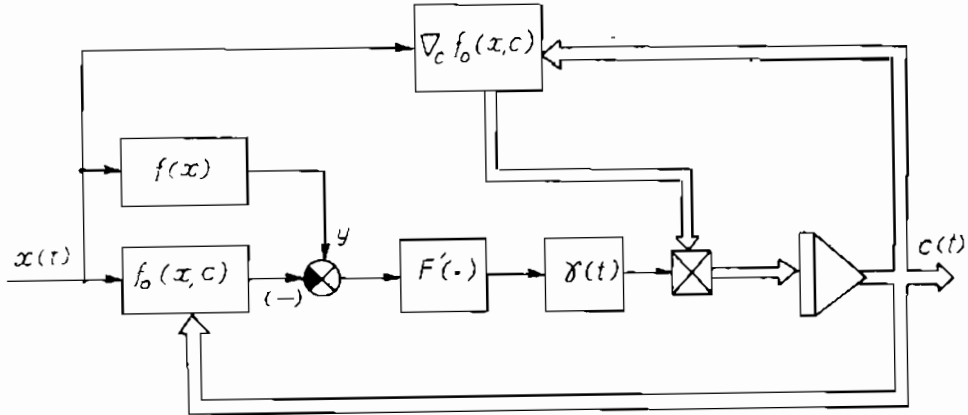 ∇c f₀(x,c)
f(x)
y
x(t)
f₀(x,c)
(−)
F′(·)
γ(t)
c(t)